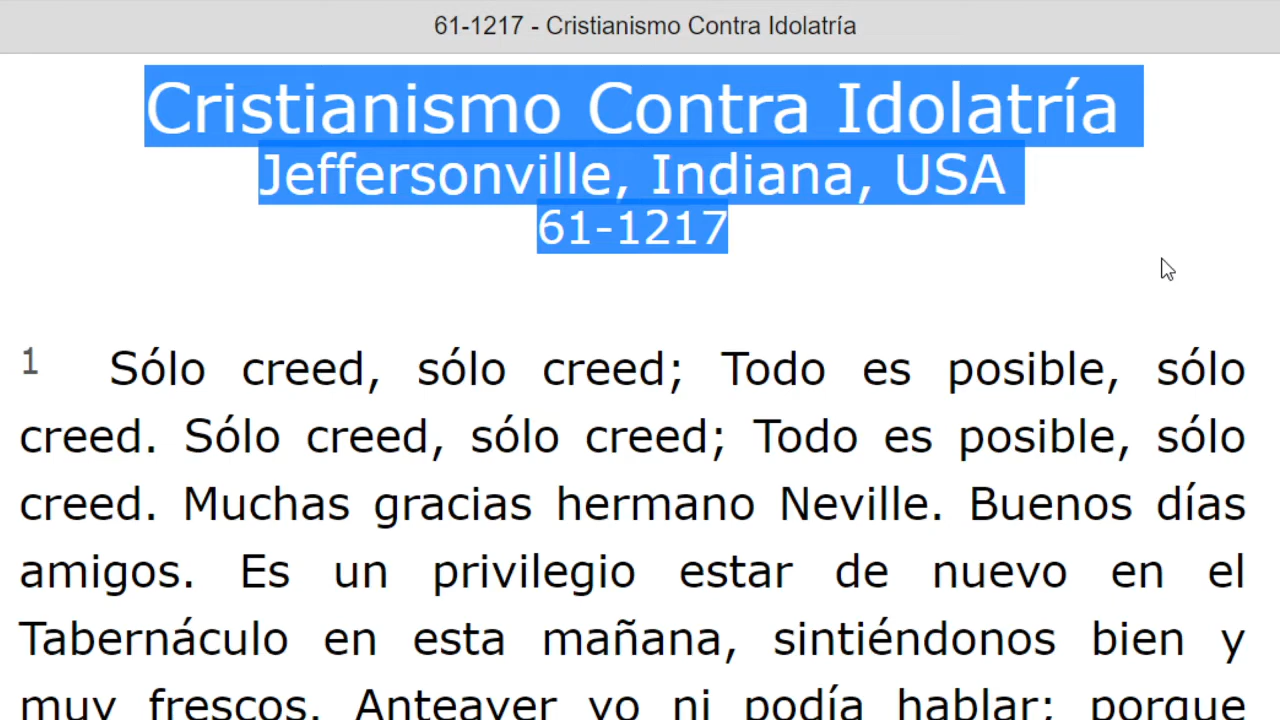 61-1217 - Cristianismo Contra Idolatría
Cristianismo Contra Idolatría
Jeffersonville, Indiana, USA
61-1217
1 Sólo creed, sólo creed; Todo es posible, sólo
creed. Sólo creed, sólo creed; Todo es posible, sólo
creed. Muchas gracias hermano Neville. Buenos días
amigos. Es un privilegio estar de nuevo en el
Tabernáculo en esta mañana, sintiéndonos bien y
muy frescos. Anteayer yo ni podía hablar; porque